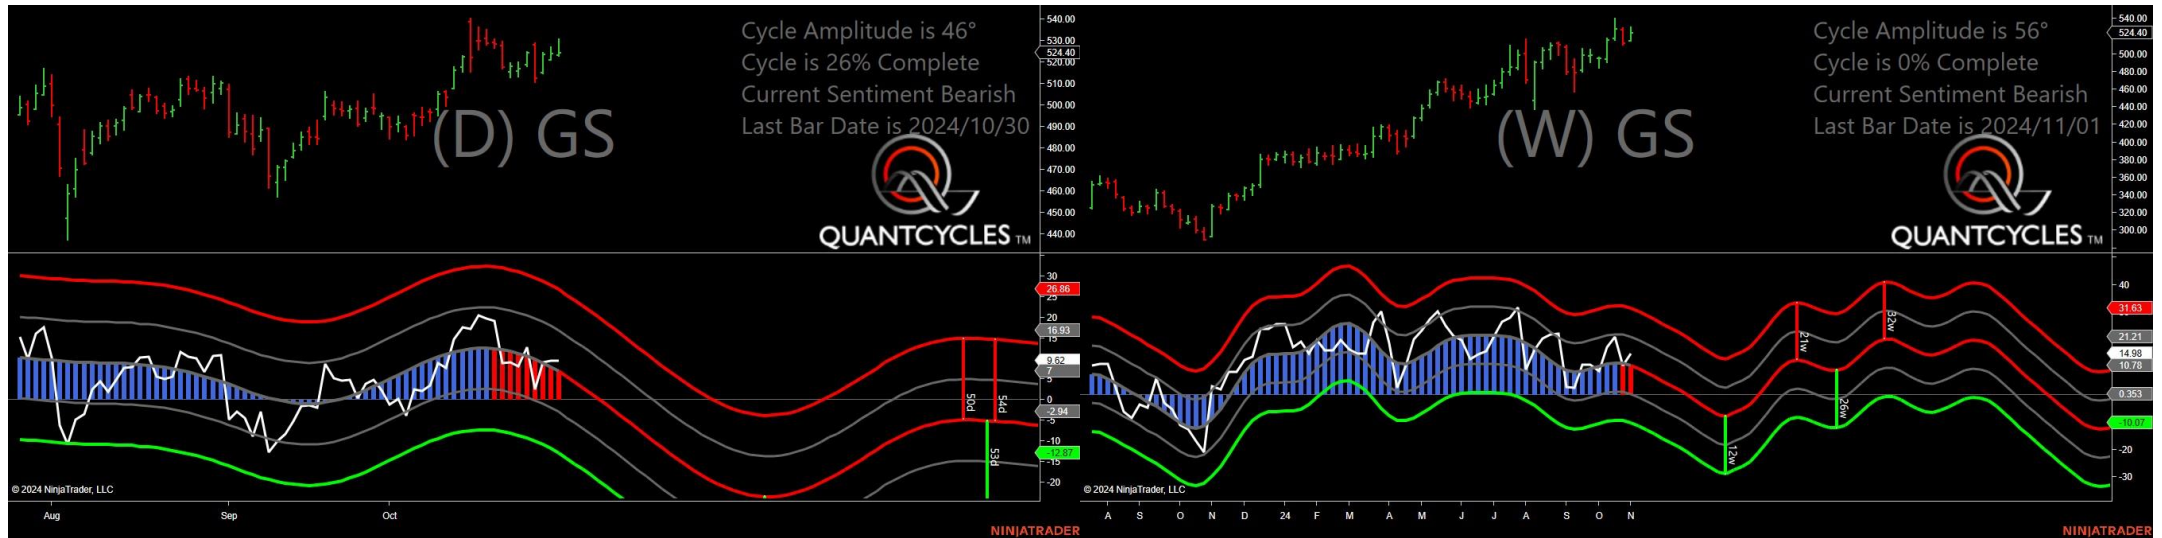 Cycle Amplitude is 46°
Cycle is 26% Complete
Current Sentiment Bearish
Last Bar Date is 2024/10/30
(D) GS
QUANTCYCLES TM
540.00
530.00
524.40
520.00
510.00
500.00
490.00
480.00
470.00
460.00
450.00
440.00
30
26.86
25
20
16.93
15
9.62
7
5
0
-2.94
-5
-10
-12.87
-15
-20
50d
54d
53d
© 2024 NinjaTrader, LLC
Aug Sep Oct
NINJATRADER
Cycle Amplitude is 56°
Cycle is 0% Complete
Current Sentiment Bearish
Last Bar Date is 2024/11/01
(W) GS
QUANTCYCLES TM
540.00
524.40
500.00
480.00
460.00
440.00
420.00
400.00
380.00
360.00
340.00
320.00
300.00
40
31.63
21.21
14.98
10.78
0.353
-10.07
-20
-30
21w
32w
26w
12w
© 2024 NinjaTrader, LLC
A S O N D 24 F M A M J J A S O N
NINJATRADER